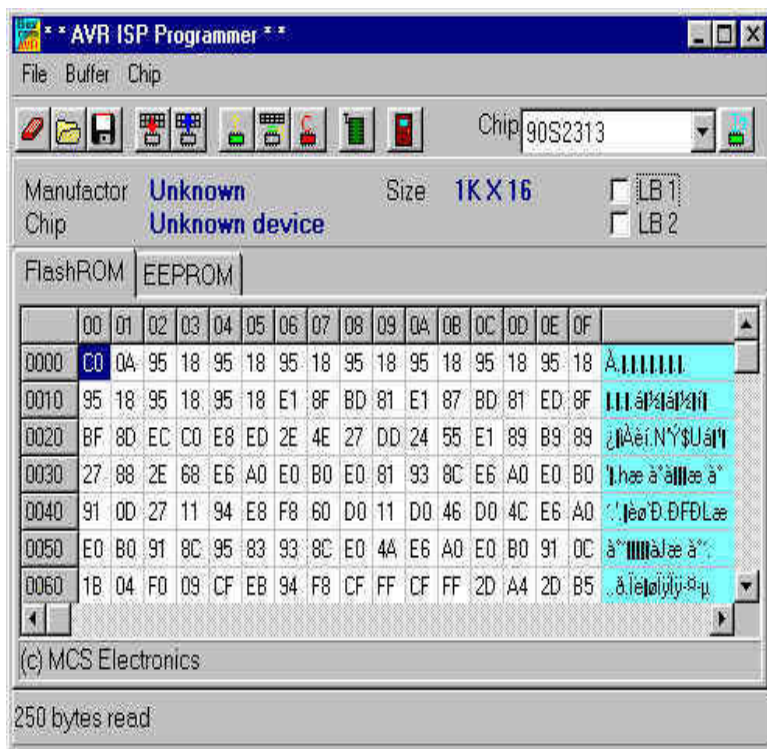 * * AVR ISP Programmer * *
File Buffer Chip
Chip 90S2313
Manufactor Unknown Size 1K X 16 LB 1
Chip Unknown device LB 2
FlashROM EEPROM
00 01 02 03 04 05 06 07 08 09 0A 0B 0C 0D 0E 0F
0000 C0 0A 95 18 95 18 95 18 95 18 95 18 95 18 95 18
0010 95 18 95 18 95 18 E1 8F BD 81 E1 87 BD 81 ED 8F
0020 BF 8D EC C0 E8 ED 2E 4E 27 DD 24 55 E1 89 B9 89
0030 27 88 2E 68 E6 A0 E0 B0 E0 81 93 8C E6 A0 E0 B0
0040 91 0D 27 11 94 E8 F8 60 D0 11 D0 46 D0 4C E6 A0
0050 E0 B0 91 8C 95 83 93 8C E0 4A E6 A0 E0 B0 91 0C
0060 1B 04 F0 09 CF EB 94 F8 CF FF CF FF 2D A4 2D B5
(c) MCS Electronics
250 bytes read